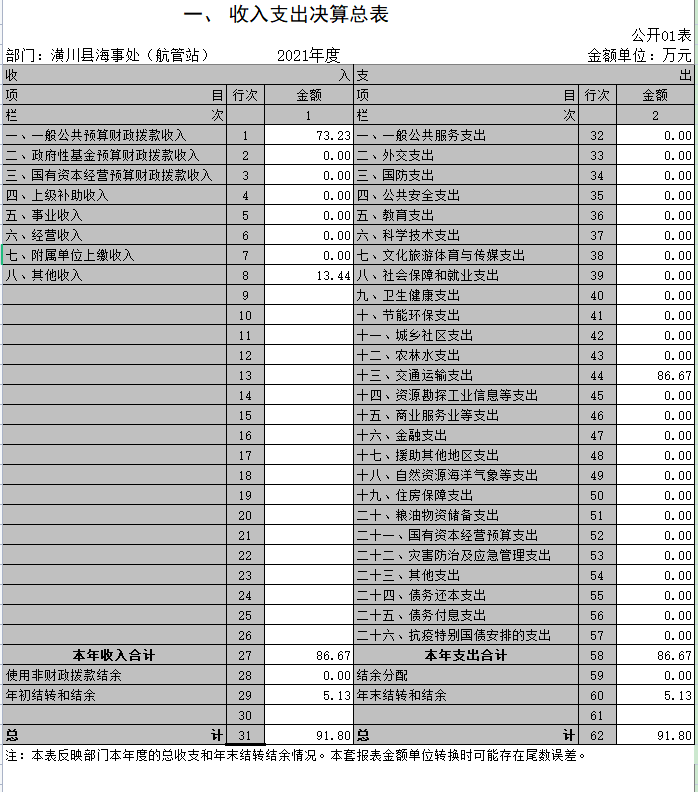 一、 收入支出决算总表
公开01表
部门：潢川县海事处（航管站） 2021年度 金额单位：万元
收 入 支 出
项 目 行次 金额 项 目 行次 金额
栏 次 1 栏 次 2
一、一般公共预算财政拨款收入 1 73.23 一、一般公共服务支出 32 0.00
二、政府性基金预算财政拨款收入 2 0.00 二、外交支出 33 0.00
三、国有资本经营预算财政拨款收入 3 0.00 三、国防支出 34 0.00
四、上级补助收入 4 0.00 四、公共安全支出 35 0.00
五、事业收入 5 0.00 五、教育支出 36 0.00
六、经营收入 6 0.00 六、科学技术支出 37 0.00
七、附属单位上缴收入 7 0.00 七、文化旅游体育与传媒支出 38 0.00
八、其他收入 8 13.44 八、社会保障和就业支出 39 0.00
9 九、卫生健康支出 40 0.00
10 十、节能环保支出 41 0.00
11 十一、城乡社区支出 42 0.00
12 十二、农林水支出 43 0.00
13 十三、交通运输支出 44 86.67
14 十四、资源勘探工业信息等支出 45 0.00
15 十五、商业服务业等支出 46 0.00
16 十六、金融支出 47 0.00
17 十七、援助其他地区支出 48 0.00
18 十八、自然资源海洋气象等支出 49 0.00
19 十九、住房保障支出 50 0.00
20 二十、粮油物资储备支出 51 0.00
21 二十一、国有资本经营预算支出 52 0.00
22 二十二、灾害防治及应急管理支出 53 0.00
23 二十三、其他支出 54 0.00
24 二十四、债务还本支出 55 0.00
25 二十五、债务付息支出 56 0.00
26 二十六、抗疫特别国债安排的支出 57 0.00
本年收入合计 27 86.67 本年支出合计 58 86.67
使用非财政拨款结余 28 0.00 结余分配 59 0.00
年初结转和结余 29 5.13 年末结转和结余 60 5.13
30 61
总 计 31 91.80 总 计 62 91.80
注：本表反映部门本年度的总收支和年末结转结余情况。本套报表金额单位转换时可能存在尾数误差。